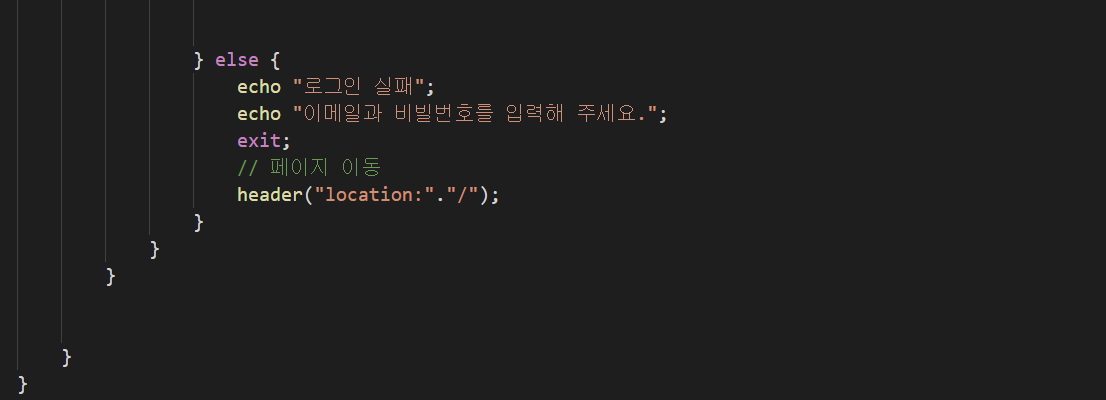 } else {
echo "로그인 실패";
echo "이메일과 비빌번호를 입력해 주세요.";
exit;
// 페이지 이동
header("location:"."/");
}
}
}
}
}